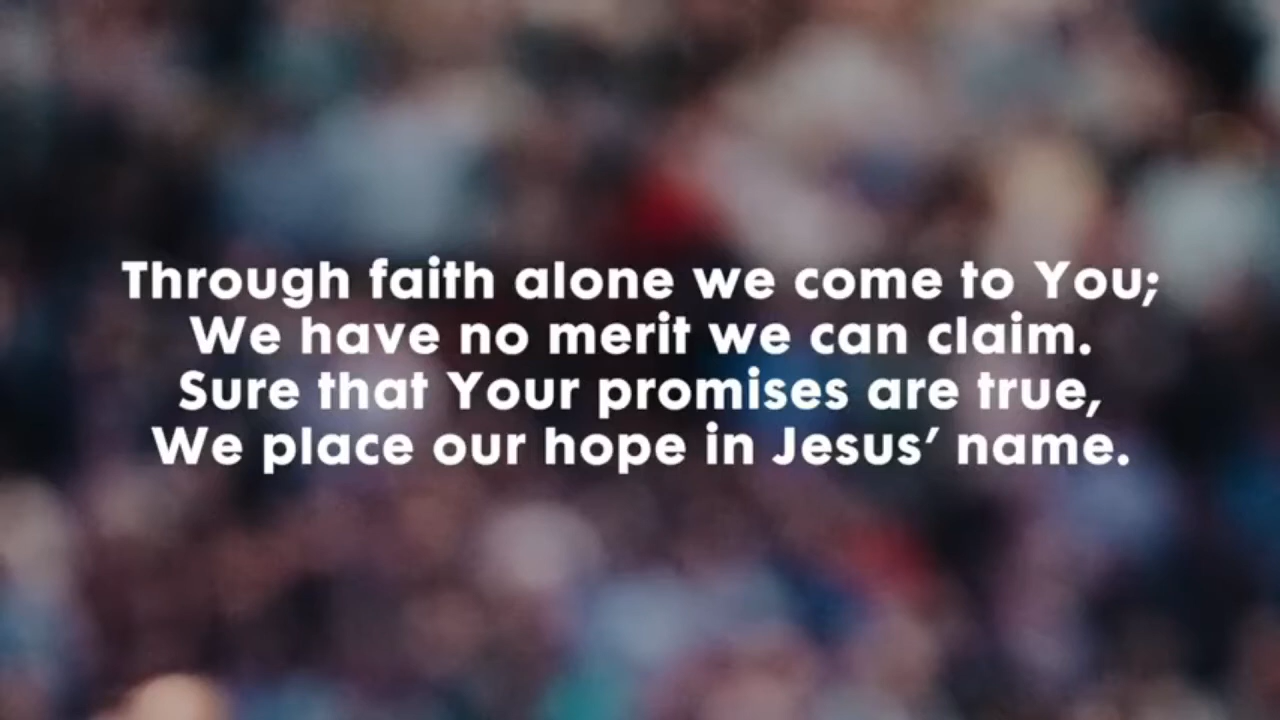 Through faith alone we come to You;
We have no merit we can claim.
Sure that Your promises are true,
We place our hope in Jesus’ name.